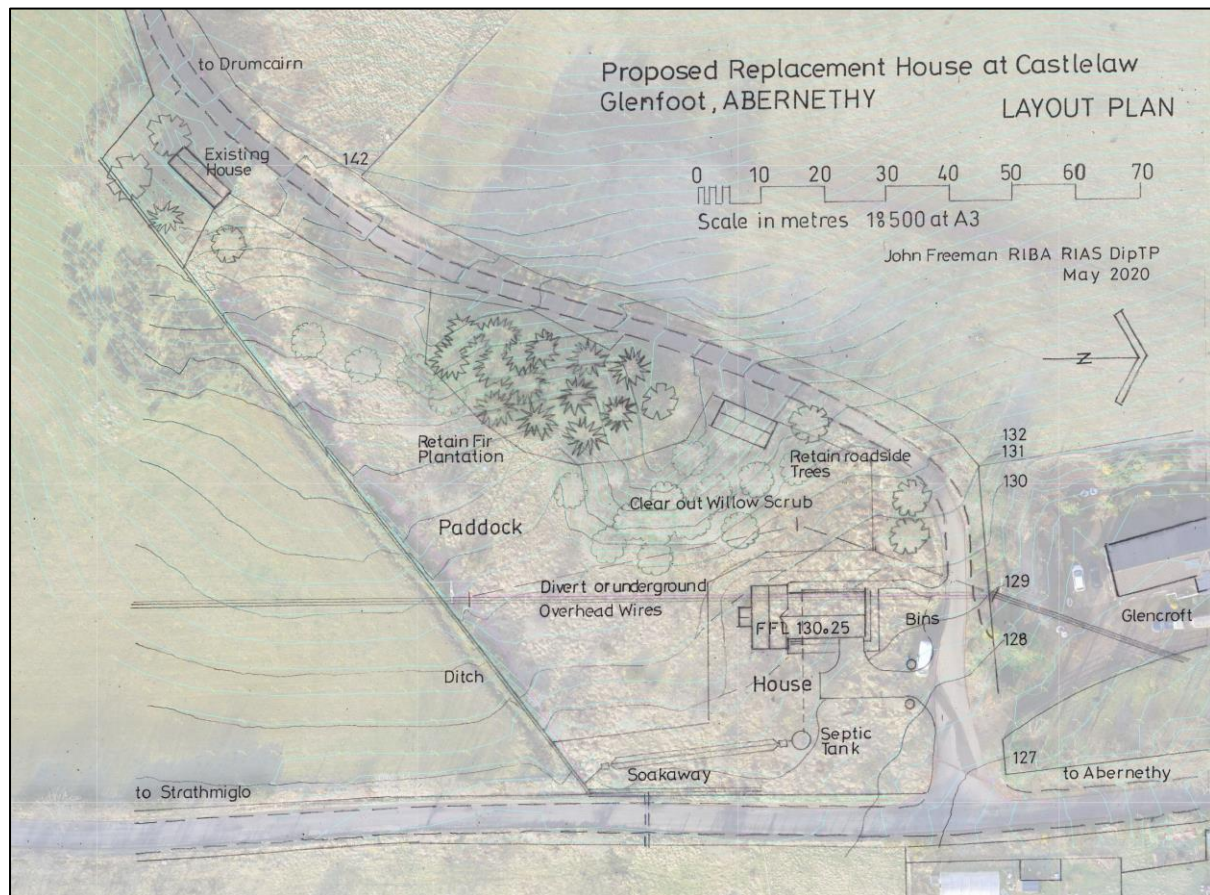 to Drumcairn
Proposed Replacement House at Castlelaw
Glenfoot, ABERNETHY
LAYOUT PLAN
Existing
House
142
0 10 20 30 40 50 60 70
Scale in metres 1:500 at A3
John Freeman RIBA RIAS DipTP
May 2020
N
Retain Fir
Plantation
Retain roadside
Trees
132
131
130
Clear out Willow Scrub
Paddock
Divert or underground
Overhead Wires
129
FFL 130.25
Bins
Glencroft
128
Ditch
House
Septic
Tank
127
Soakaway
to Abernethy
to Strathmiglo